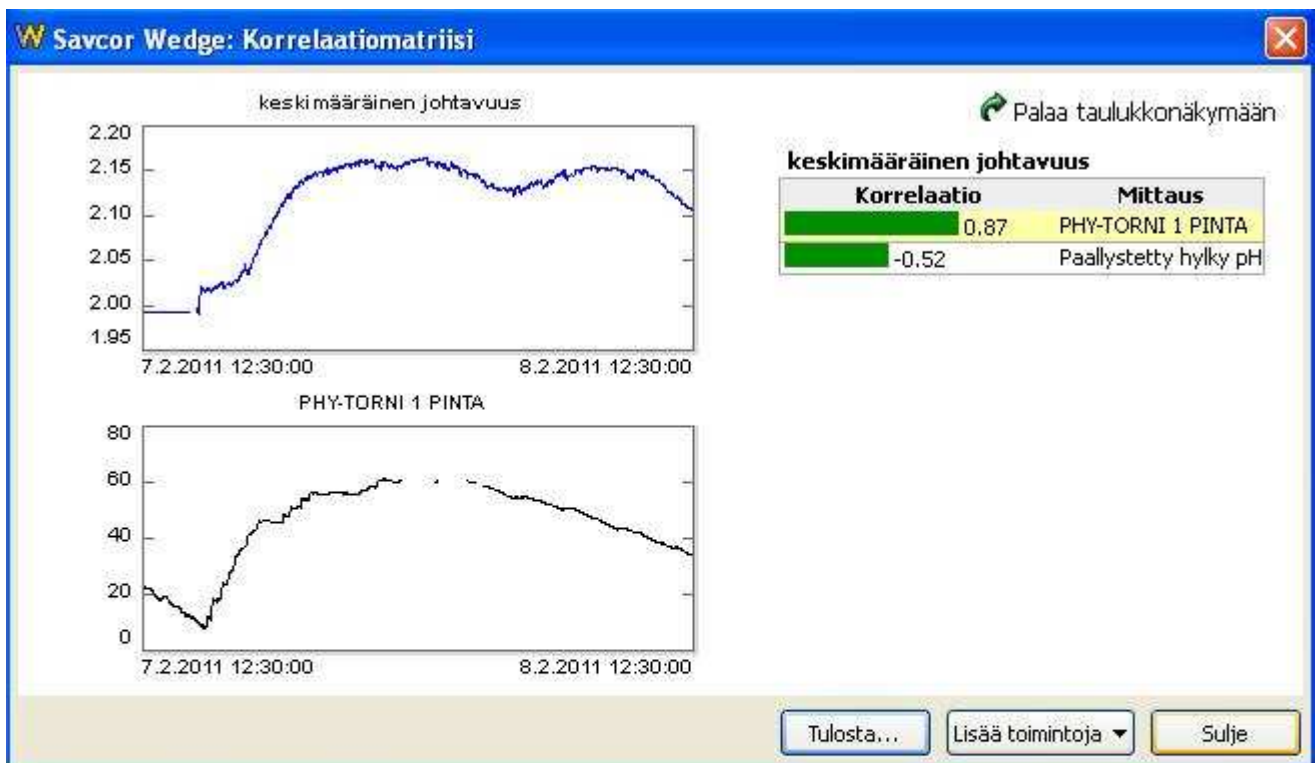 Savcor Wedge: Korrelaatiomatriisi
keskimääräinen johtavuus
2.20
2.15
2.10
2.05
2.00
1.95
7.2.2011 12:30:00 8.2.2011 12:30:00
PHY-TORNI 1 PINTA
80
60
40
20
0
7.2.2011 12:30:00 8.2.2011 12:30:00
Palaa taulukkonäkymään
keskimääräinen johtavuus
Korrelaatio Mittaus
0.87 PHY-TORNI 1 PINTA
-0.52 Paallystetty hylky pH
Tulosta... Lisää toimintoja Sulje